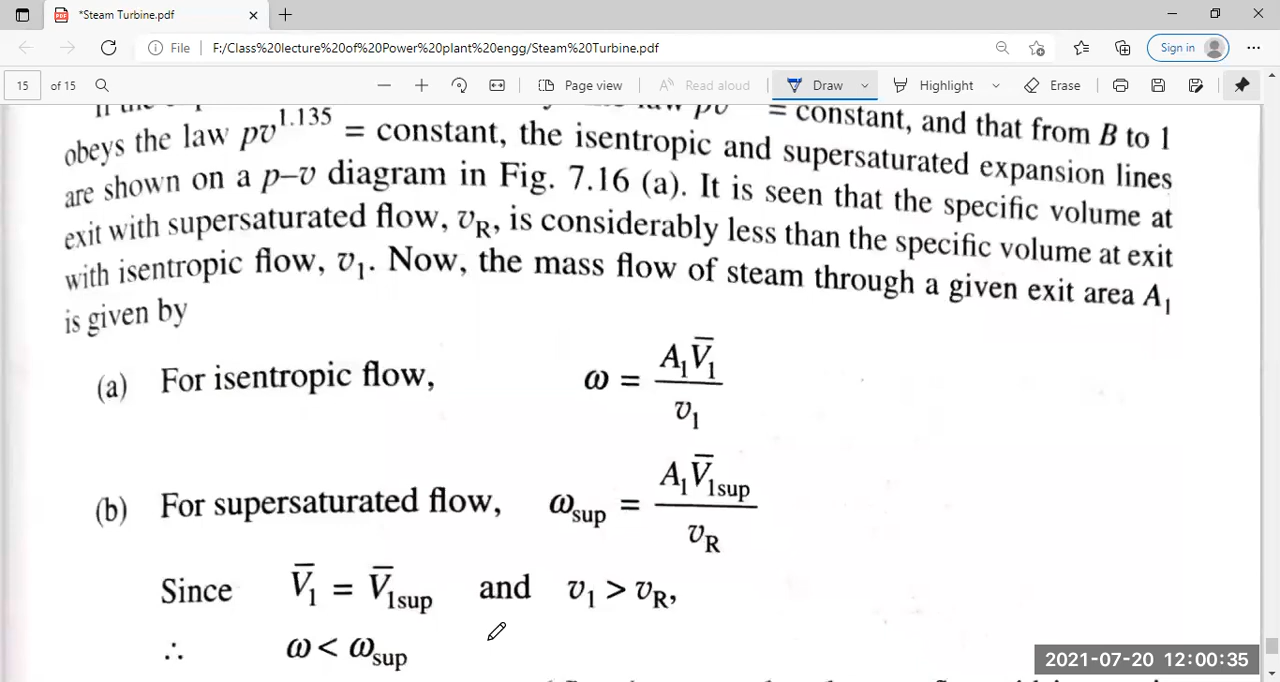 *Steam Turbine.pdf
File F:/Class%20lecture%20of%20Power%20plant%20engg/Steam%20Turbine.pdf Sign in
15 of 15 Page view Read aloud Draw Highlight Erase
pv = constant, and that from B to 1
obeys the law pv^1.135 = constant, the isentropic and supersaturated expansion lines
are shown on a p–v diagram in Fig. 7.16 (a). It is seen that the specific volume at
exit with supersaturated flow, v_R, is considerably less than the specific volume at exit
with isentropic flow, v_1. Now, the mass flow of steam through a given exit area A_1
is given by
(a) For isentropic flow, ω = A_1V̄_1 / v_1
(b) For supersaturated flow, ω_sup = A_1V̄_1sup / v_R
Since V̄_1 = V̄_1sup and v_1 > v_R,
∴ ω < ω_sup
2021-07-20 12:00:35